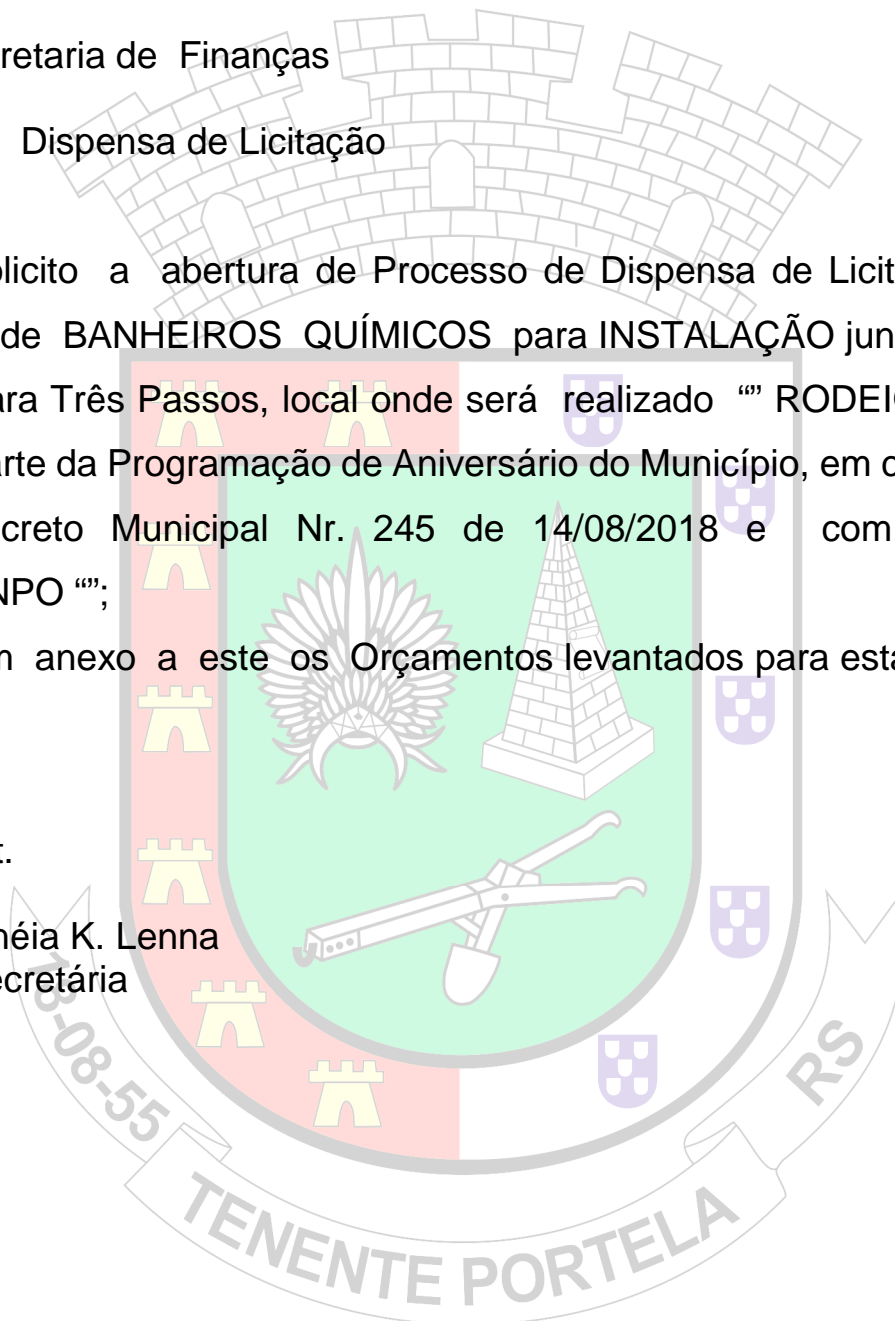 retaria de Finanças
Dispensa de Licitação
licito a abertura de Processo de Dispensa de Licit
de BANHEIROS QUÍMICOS para INSTALAÇÃO jun
ara Três Passos, local onde será realizado “” RODEI
arte da Programação de Aniversário do Município, em
creto Municipal Nr. 245 de 14/08/2018 e com
NPO “”;
m anexo a este os Orçamentos levantados para esta
t.
néia K. Lenna
ecretária
18-08-55
TENENTE PORTELA
RS